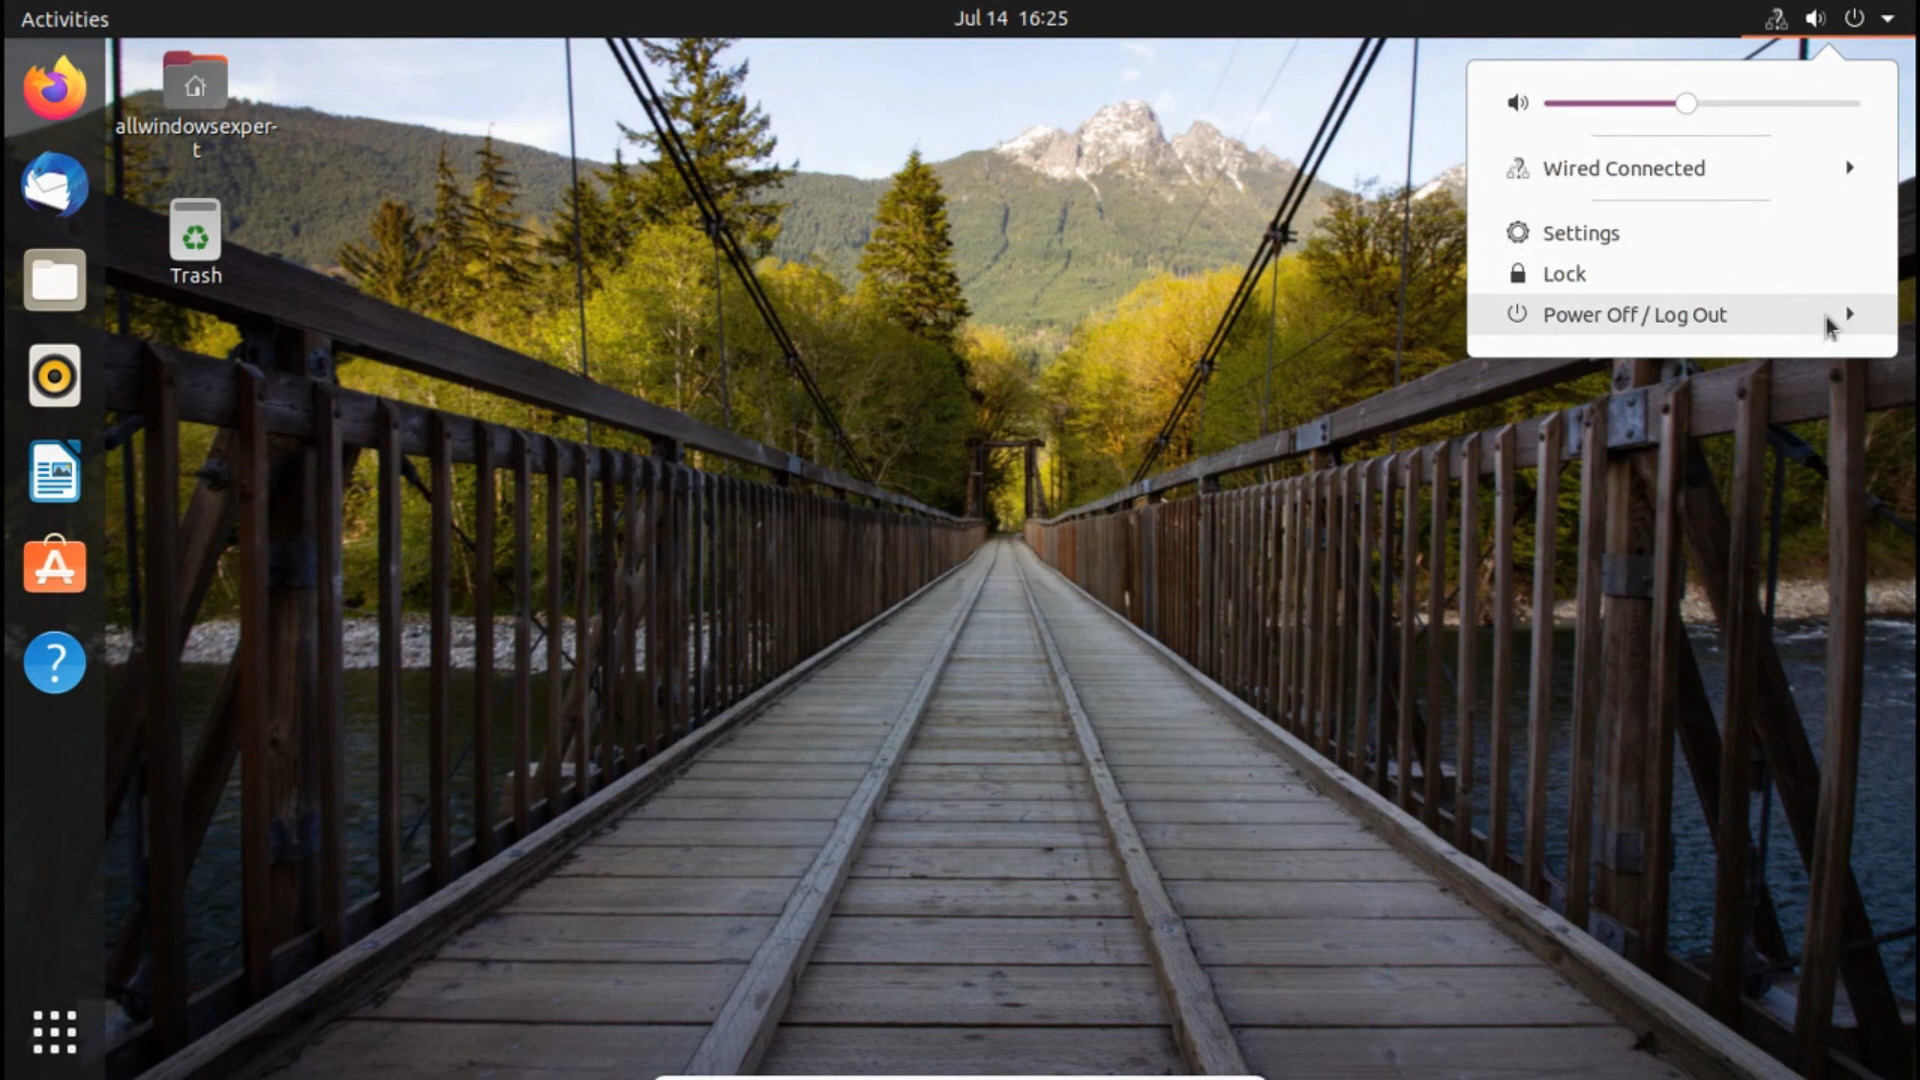 Activities
Jul 14 16:25
allwindowsexper-
t
Trash
Wired Connected
Settings
Lock
Power Off / Log Out